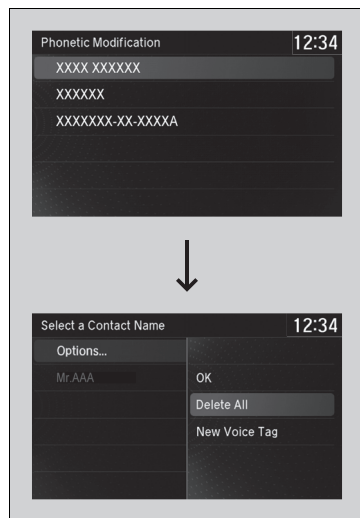 Phonetic Modification 12:34
XXXX XXXXXX
XXXXXX
XXXXXXX-XX-XXXXA
Select a Contact Name 12:34
Options...
Mr.AAA
OK
Delete All
New Voice Tag